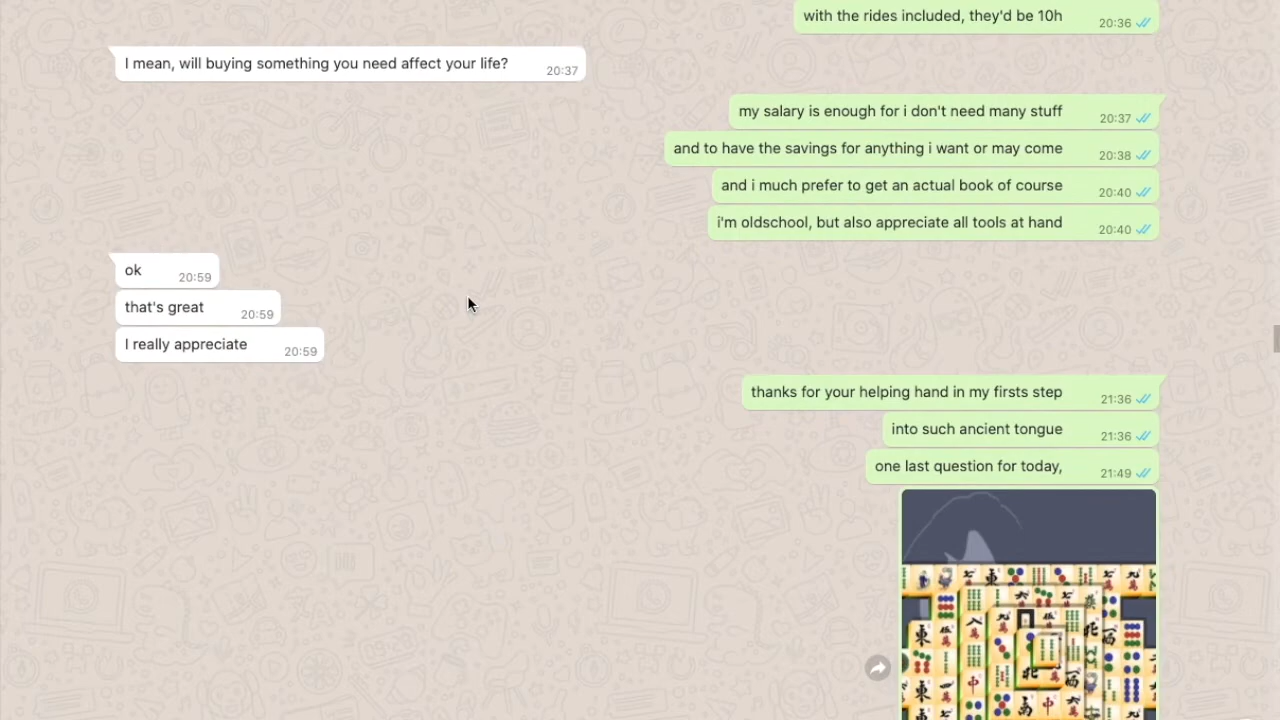 with the rides included, they'd be 10h 20:36
I mean, will buying something you need affect your life? 20:37
my salary is enough for i don't need many stuff 20:37
and to have the savings for anything i want or may come 20:38
and i much prefer to get an actual book of course 20:40
i'm oldschool, but also appreciate all tools at hand 20:40
ok 20:59
that's great 20:59
I really appreciate 20:59
thanks for your helping hand in my firsts step 21:36
into such ancient tongue 21:36
one last question for today, 21:49